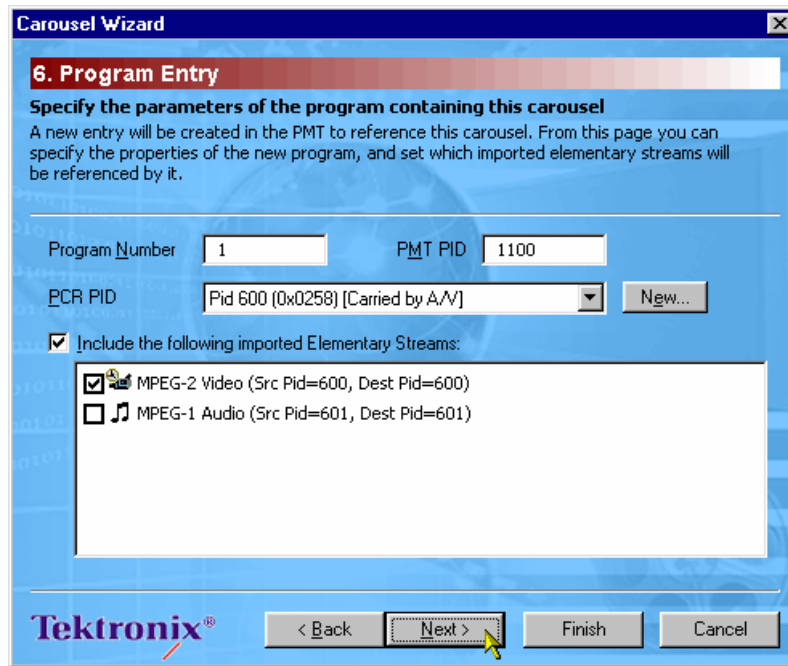 Carousel Wizard
6. Program Entry
Specify the parameters of the program containing this carousel
A new entry will be created in the PMT to reference this carousel. From this page you can
specify the properties of the new program, and set which imported elementary streams will
be referenced by it.
Program Number 1 PMT PID 1100
PCR PID Pid 600 (0x0258) [Carried by A/V] New...
Include the following imported Elementary Streams:
MPEG-2 Video (Src Pid=600, Dest Pid=600)
MPEG-1 Audio (Src Pid=601, Dest Pid=601)
Tektronix® < Back Next > Finish Cancel